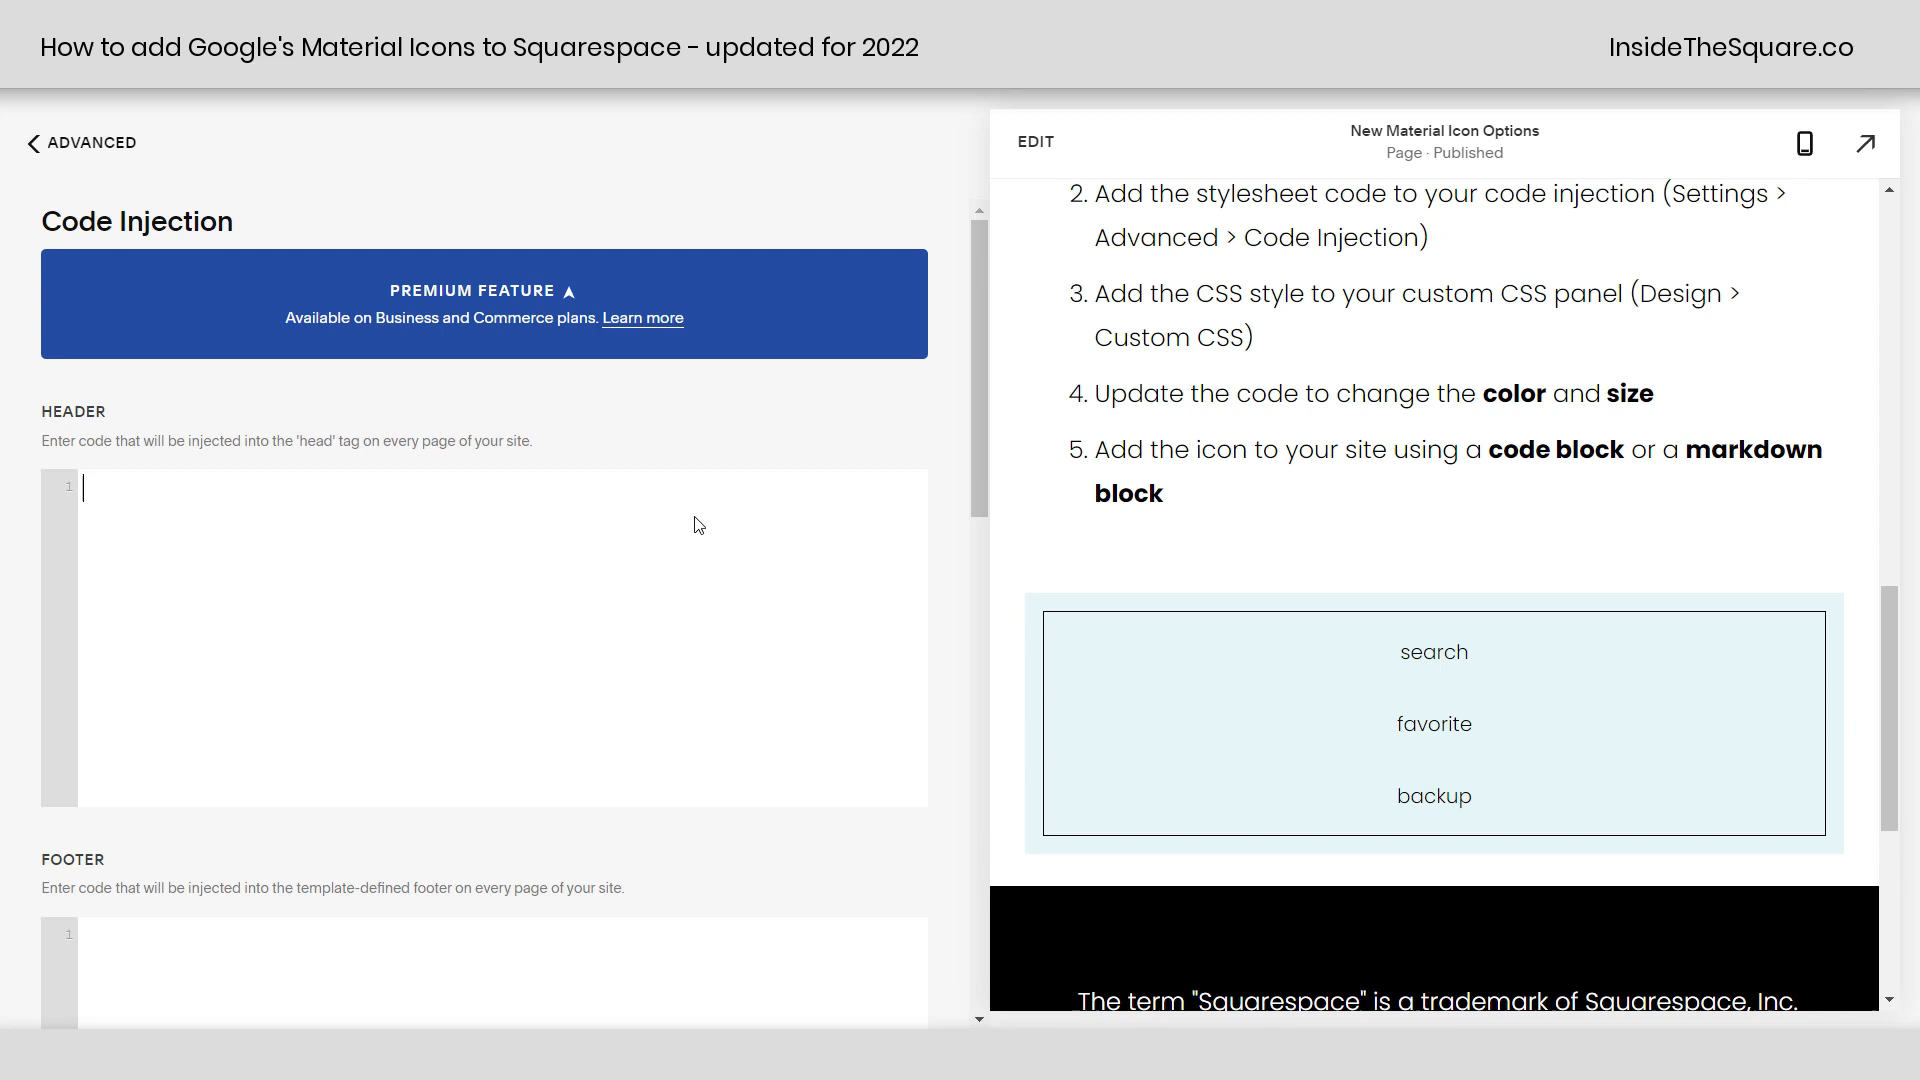 How to add Google's Material Icons to Squarespace - updated for 2022
InsideTheSquare.co
ADVANCED
Code Injection
PREMIUM FEATURE
Available on Business and Commerce plans. Learn more
HEADER
Enter code that will be injected into the 'head' tag on every page of your site.
1
FOOTER
Enter code that will be injected into the template-defined footer on every page of your site.
1
EDIT
New Material Icon Options
Page · Published
2. Add the stylesheet code to your code injection (Settings >
Advanced > Code Injection)
3. Add the CSS style to your custom CSS panel (Design >
Custom CSS)
4. Update the code to change the color and size
5. Add the icon to your site using a code block or a markdown
block
search
favorite
backup
The term "Squarespace" is a trademark of Squarespace, Inc.